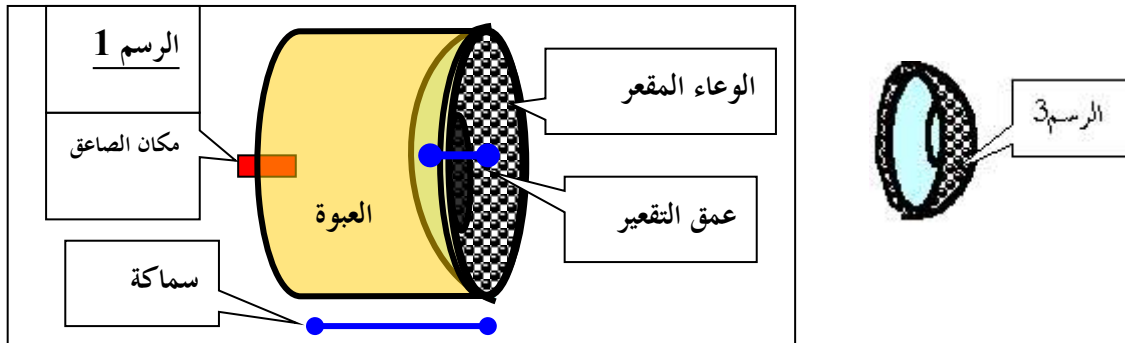 الرسم 1
مكان الصاعق
العبوة
سماكة
الوعاء المقعر
عمق التقعير
الرسم3